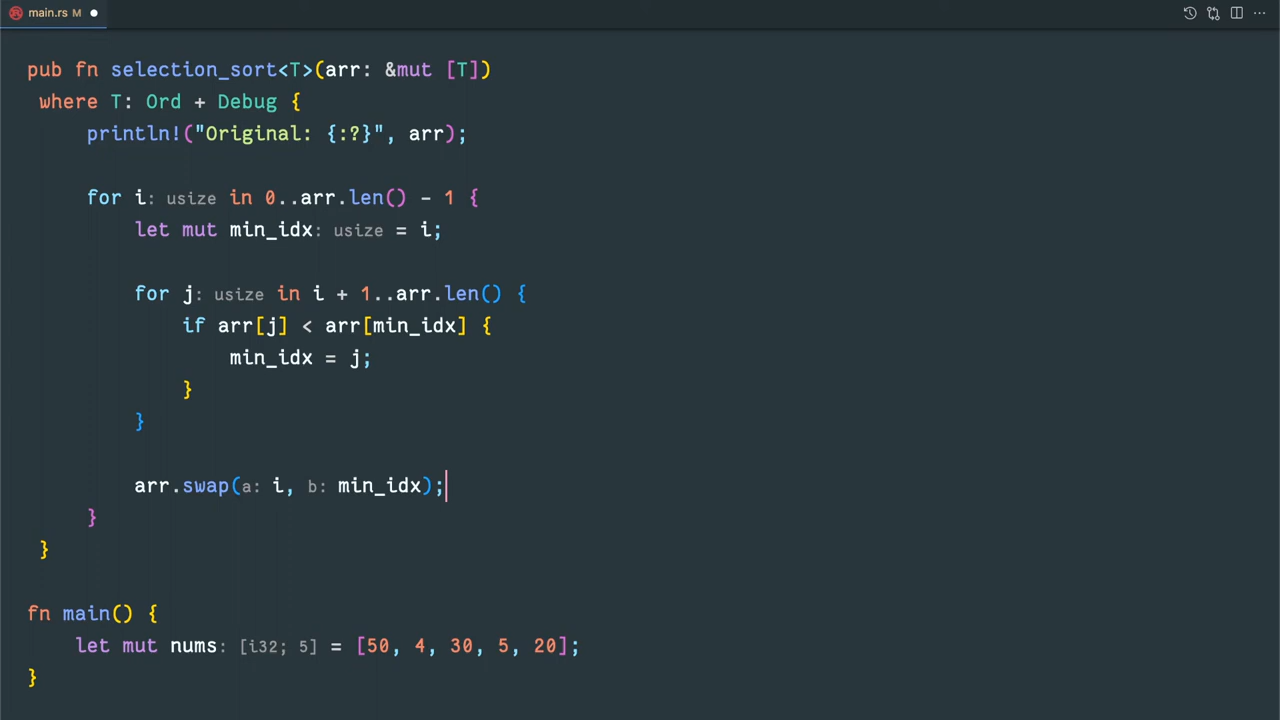 main.rs M
pub fn selection_sort<T>(arr: &mut [T])
where T: Ord + Debug {
println!("Original: {:?}", arr);
for i: usize in 0..arr.len() - 1 {
let mut min_idx: usize = i;
for j: usize in i + 1..arr.len() {
if arr[j] < arr[min_idx] {
min_idx = j;
}
}
arr.swap(a: i, b: min_idx);
}
}
fn main() {
let mut nums: [i32; 5] = [50, 4, 30, 5, 20];
}